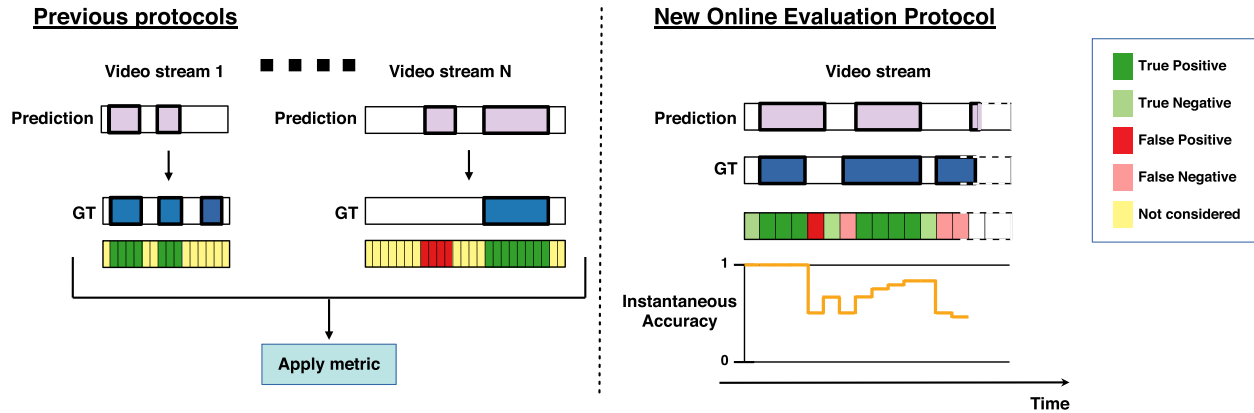 Previous protocols
Video stream 1
Video stream N
Prediction
Prediction
GT
GT
Apply metric
New Online Evaluation Protocol
Video stream
Prediction
GT
1
Instantaneous
Accuracy
0
Time
True Positive
True Negative
False Positive
False Negative
Not considered